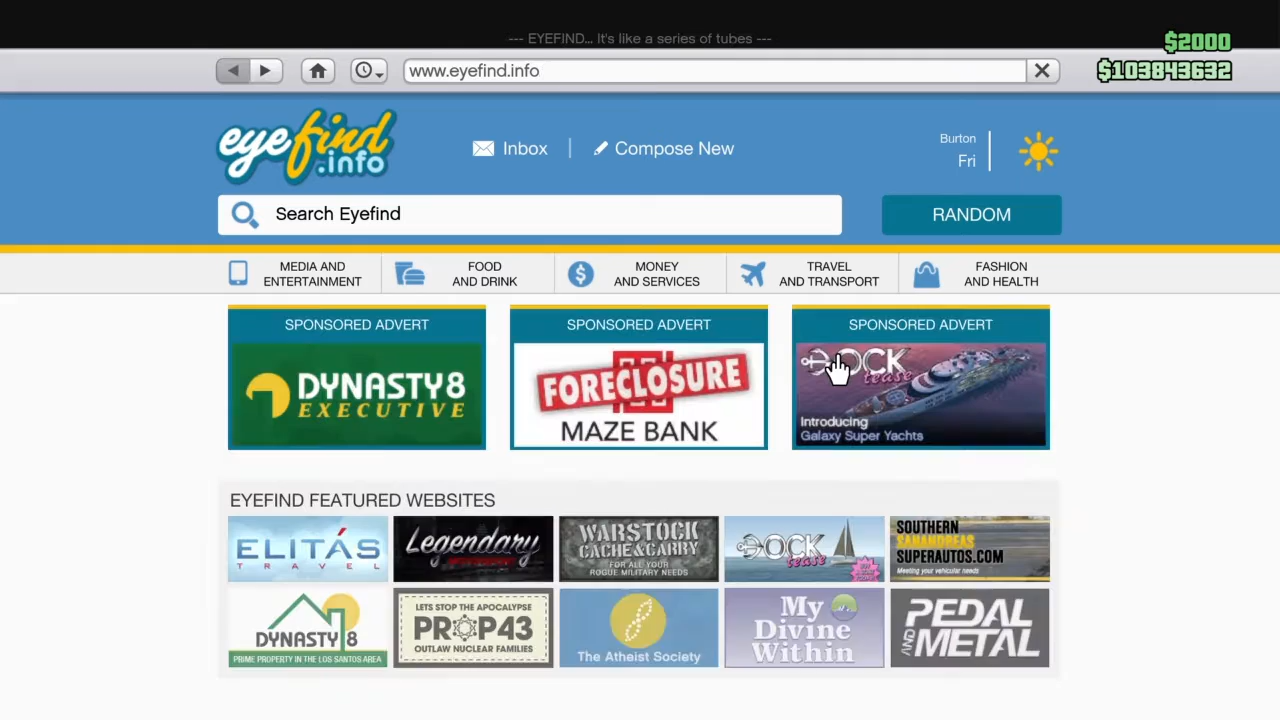 --- EYEFIND... It's like a series of tubes ---
$2000
www.eyefind.info
$103843632
eyefind
.info
Inbox
Compose New
Burton
Fri
Search Eyefind
RANDOM
MEDIA AND
ENTERTAINMENT
FOOD
AND DRINK
MONEY
AND SERVICES
TRAVEL
AND TRANSPORT
FASHION
AND HEALTH
SPONSORED ADVERT
SPONSORED ADVERT
SPONSORED ADVERT
DYNASTY 8
EXECUTIVE
FORECLOSURE
MAZE BANK
DOCK
tease
Introducing
Galaxy Super Yachts
EYEFIND FEATURED WEBSITES
ELITÁS
TRAVEL
Legendary
WARSTOCK
CACHE & CARRY
FOR ALL YOUR
ROGUE MILITARY NEEDS
DOCK
tease
SOUTHERN
SANANDREAS
SUPERAUTOS.COM
Meeting your vehicular needs
DYNASTY 8
PRIME PROPERTY IN THE LOS SANTOS AREA
LETS STOP THE APOCALYPSE
PROP43
OUTLAW NUCLEAR FAMILIES
The Atheist Society
My
Divine
Within
PEDAL
AND
METAL